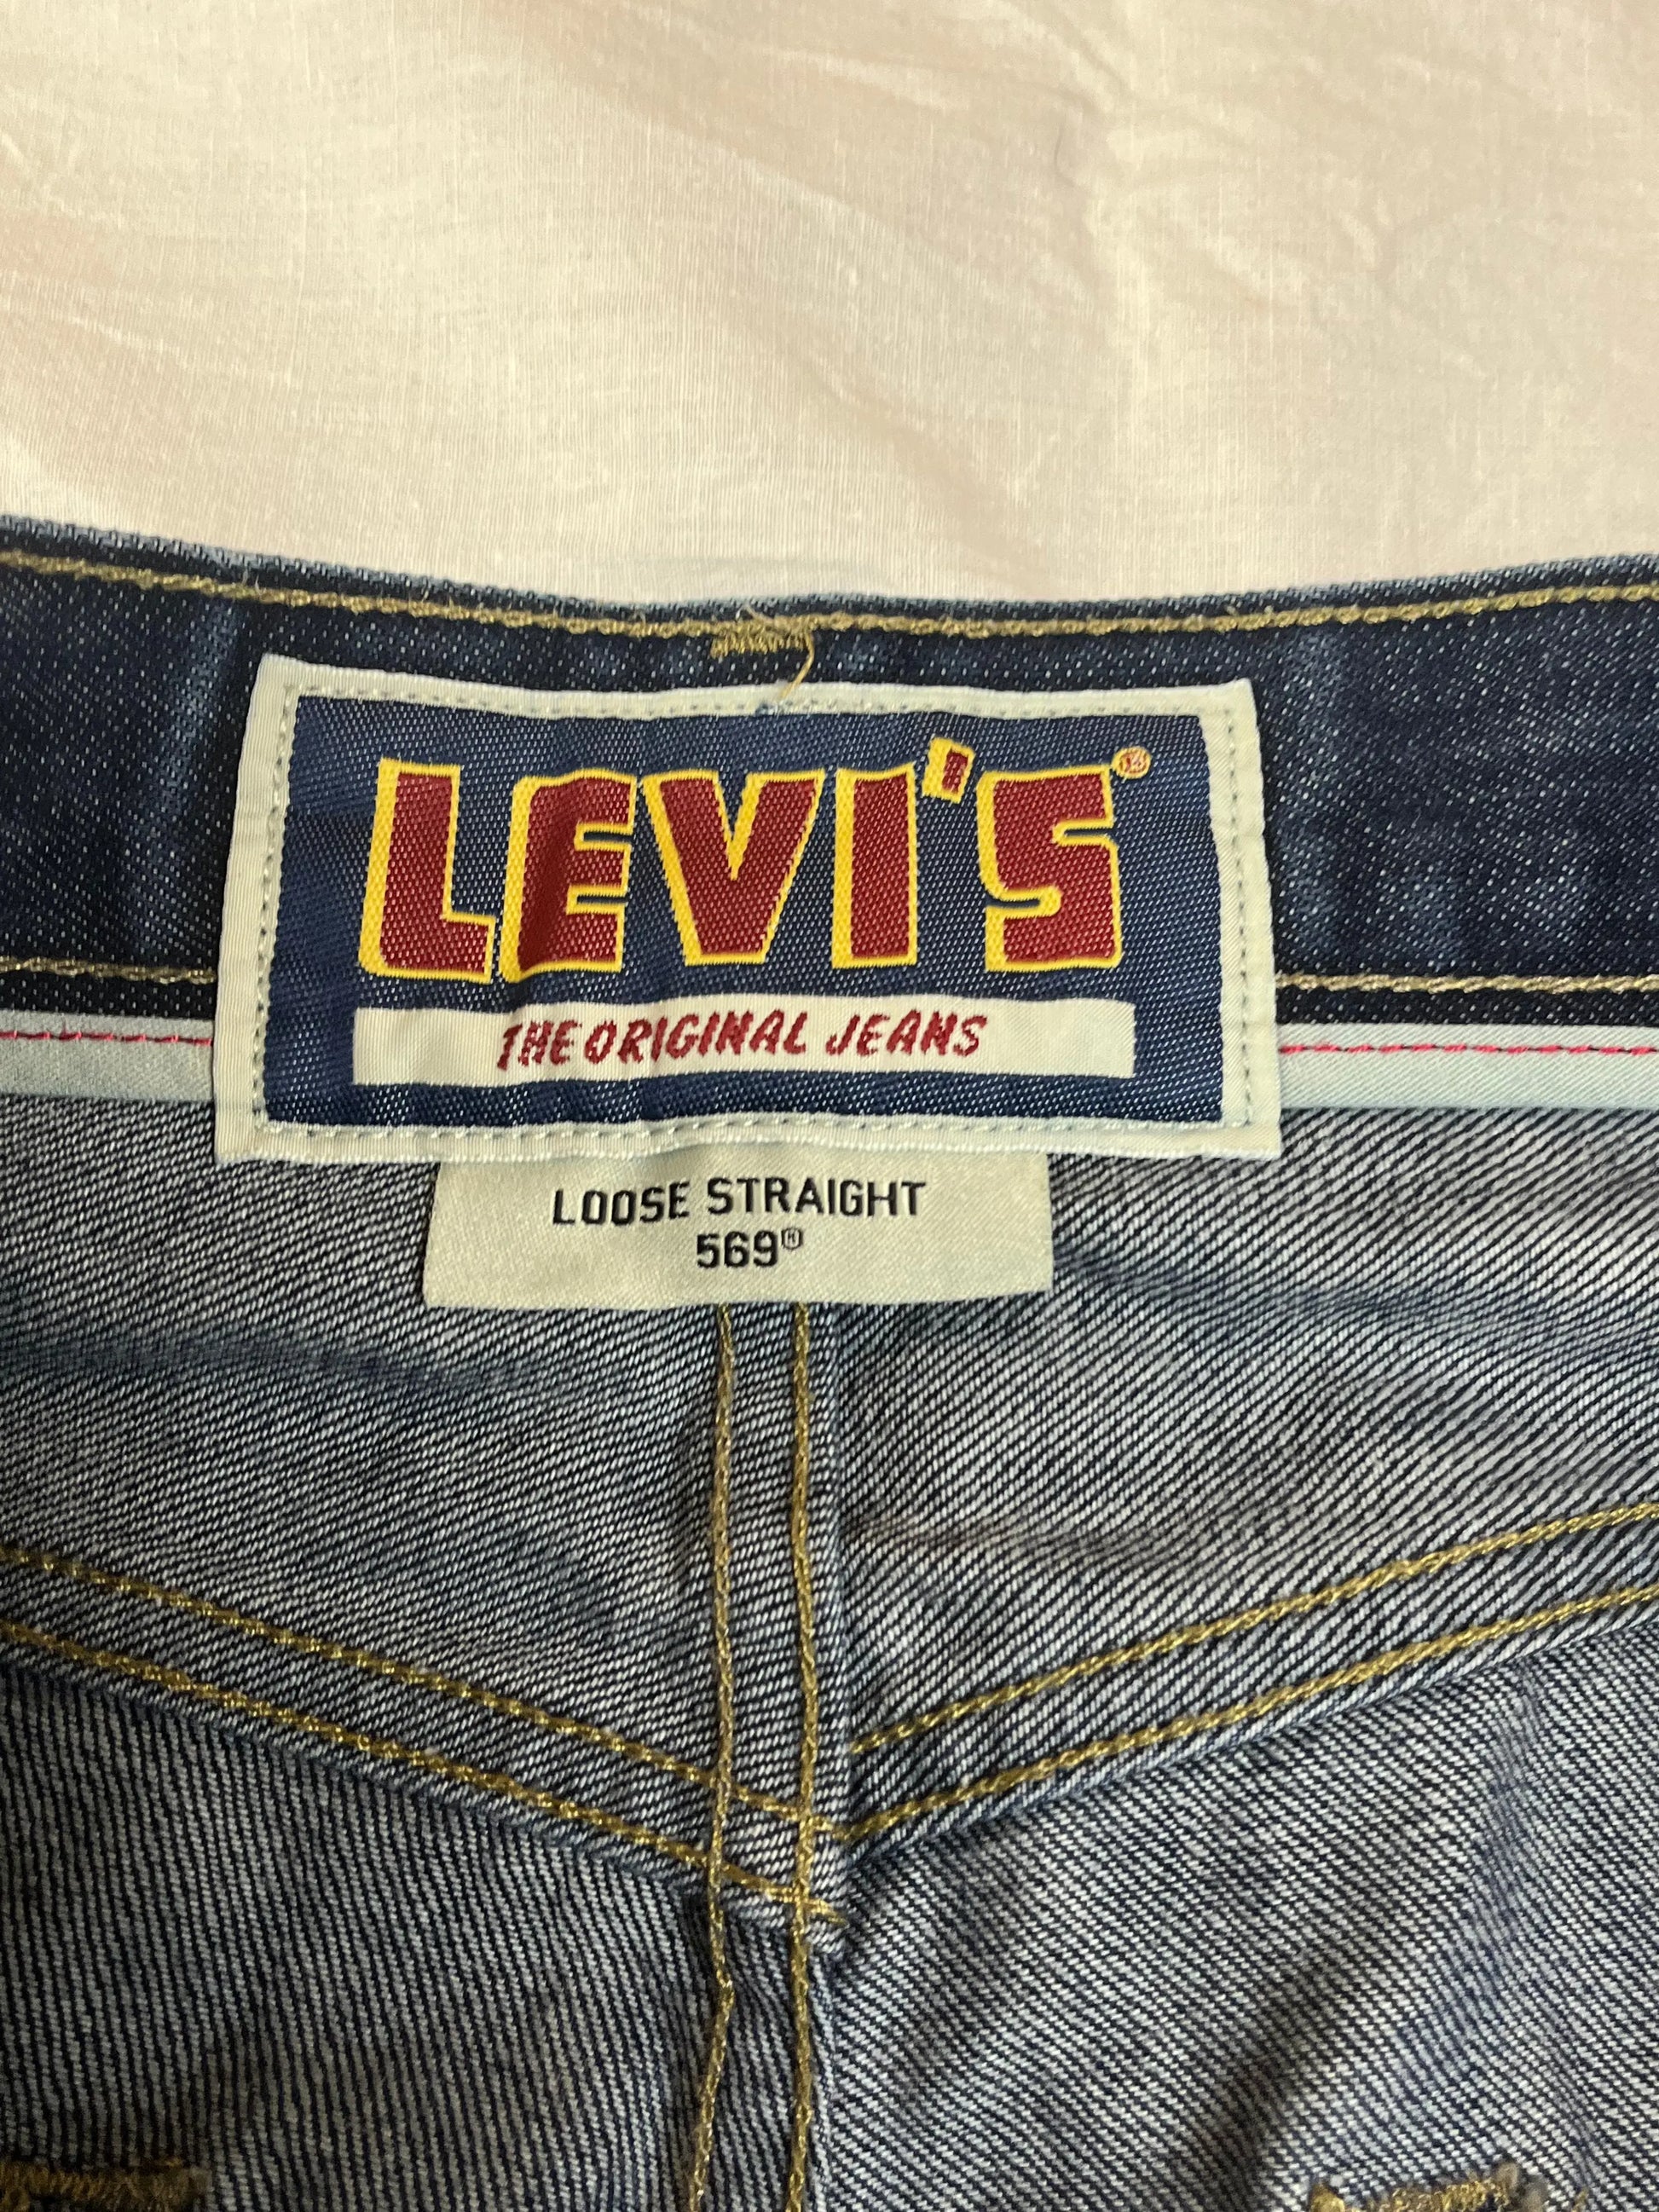 LEVI'S®
THE ORIGINAL JEANS
LOOSE STRAIGHT
569®